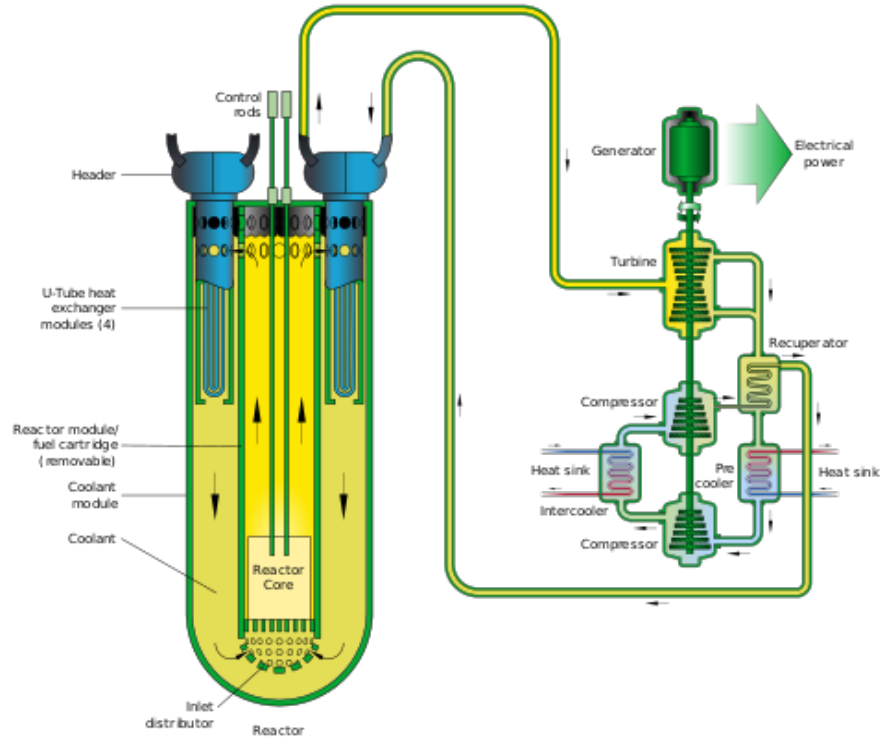 Control
rods
Header
U-Tube heat
exchanger
modules (4)
Reactor module/
fuel cartridge
(removable)
Coolant
module
Coolant
Reactor
Core
Inlet
distributor
Reactor
Generator
Electrical
power
Turbine
Recuperator
Compressor
Heat sink
Pre
cooler
Heat sink
Intercooler
Compressor